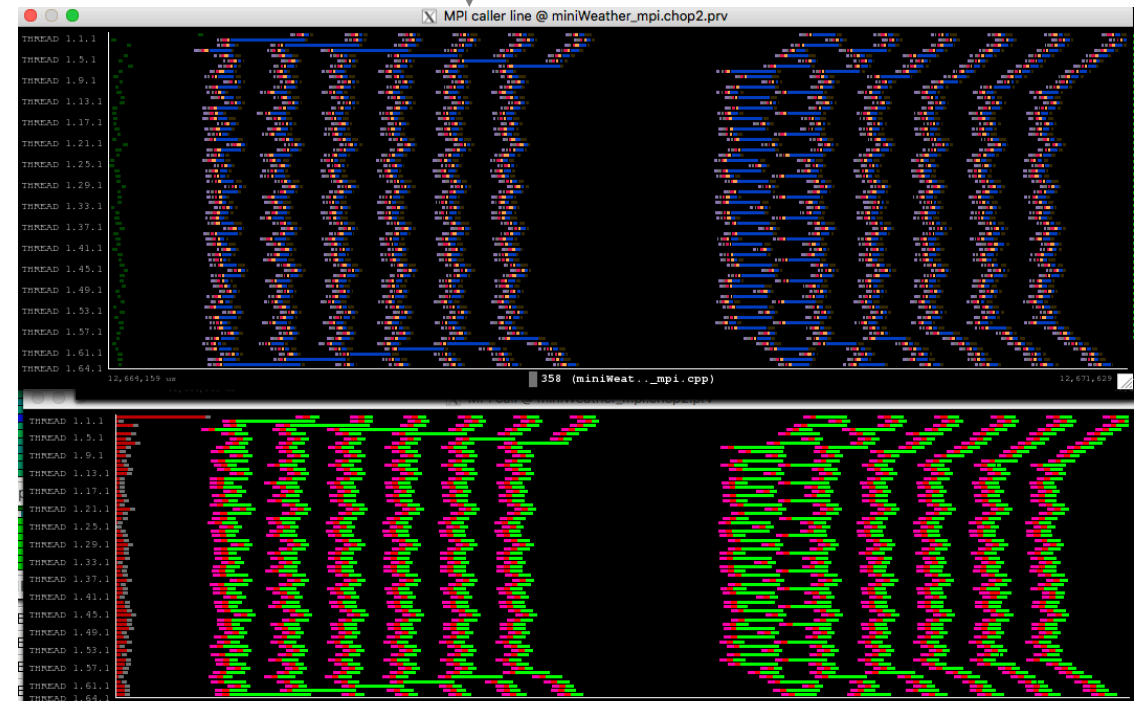 MPI caller line @ miniWeather_mpi.chop2.prv
THREAD 1.1.1
THREAD 1.5.1
THREAD 1.9.1
THREAD 1.13.1
THREAD 1.17.1
THREAD 1.21.1
THREAD 1.25.1
THREAD 1.29.1
THREAD 1.33.1
THREAD 1.37.1
THREAD 1.41.1
THREAD 1.45.1
THREAD 1.49.1
THREAD 1.53.1
THREAD 1.57.1
THREAD 1.61.1
THREAD 1.64.1
12,664,159 us
358 (miniWeat.._mpi.cpp)
12,671,629
THREAD 1.1.1
THREAD 1.5.1
THREAD 1.9.1
THREAD 1.13.1
THREAD 1.17.1
THREAD 1.21.1
THREAD 1.25.1
THREAD 1.29.1
THREAD 1.33.1
THREAD 1.37.1
THREAD 1.41.1
THREAD 1.45.1
THREAD 1.49.1
THREAD 1.53.1
THREAD 1.57.1
THREAD 1.61.1
THREAD 1.64.1